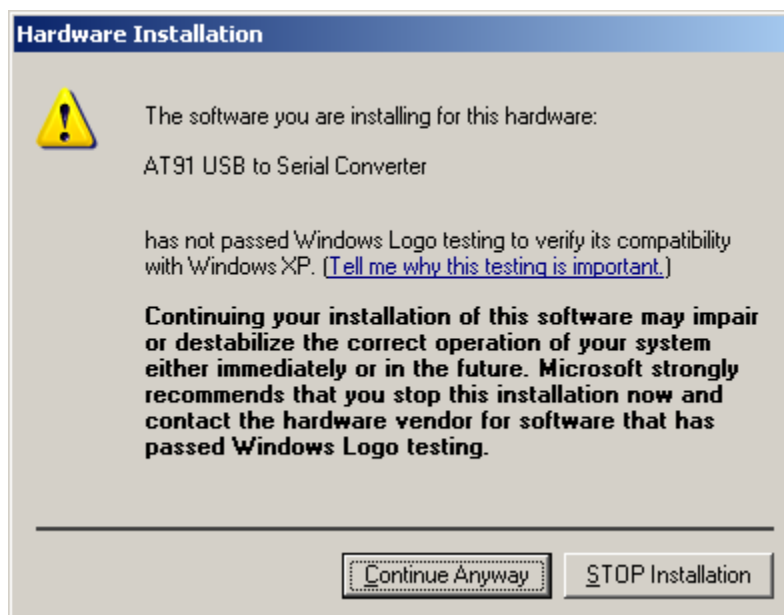 Hardware Installation
The software you are installing for this hardware:
AT91 USB to Serial Converter
has not passed Windows Logo testing to verify its compatibility
with Windows XP. (Tell me why this testing is important.)
Continuing your installation of this software may impair
or destabilize the correct operation of your system
either immediately or in the future. Microsoft strongly
recommends that you stop this installation now and
contact the hardware vendor for software that has
passed Windows Logo testing.
Continue Anyway STOP Installation